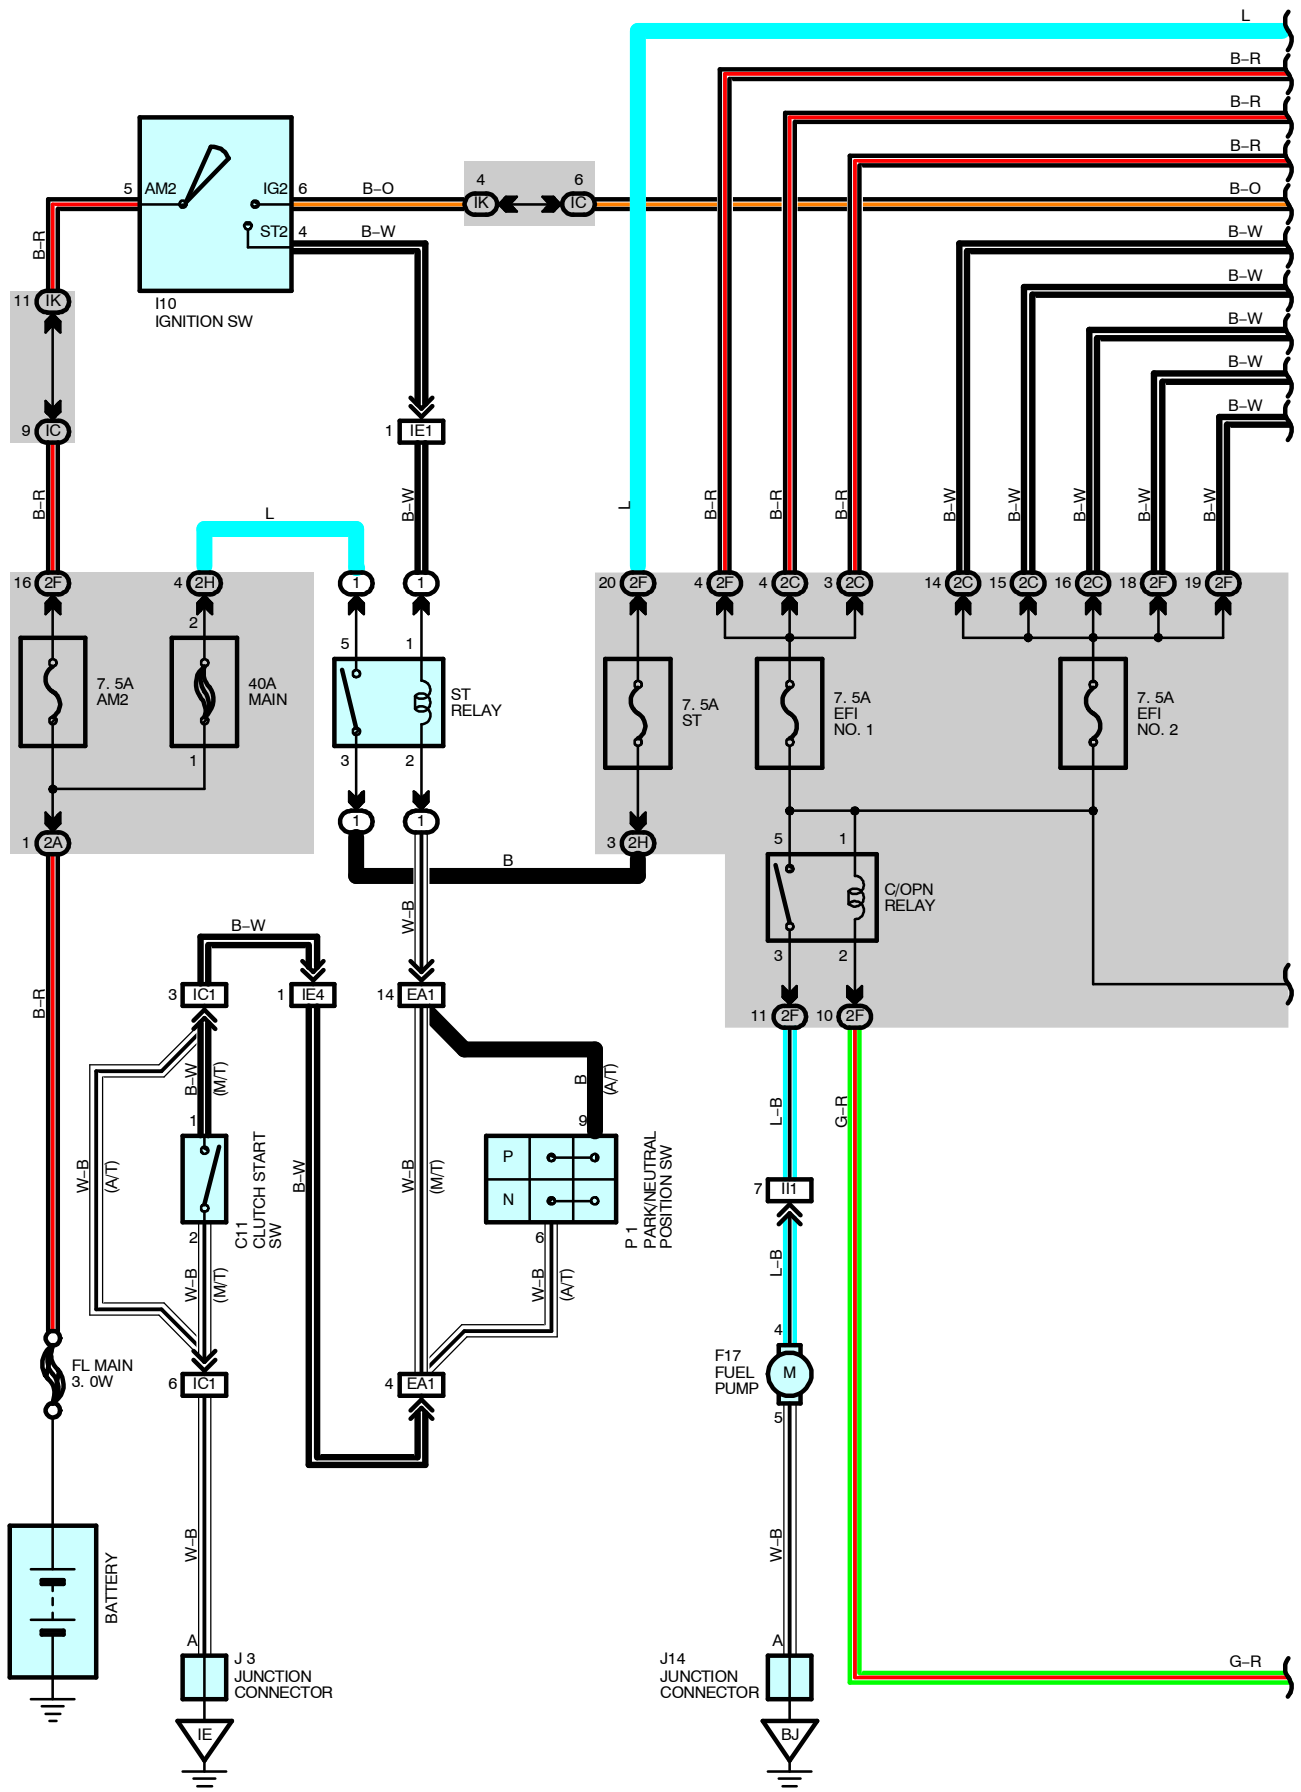 L
B–R
B–R
B–R
B–O
B–W
B–W
B–W
B–W
B–W
5 AM2
IG2 6
ST2 4
B–O
B–W
4
IK
6
IC
I10
IGNITION SW
B–R
11 IK
9 IC
B–R
1 IE1
B–W
L
L
B–R
B–R
B–R
B–W
B–W
B–W
B–W
B–W
16 2F
4 2H
1
1
20 2F
4 2F
4 2C
3 2C
14 2C
15 2C
16 2C
18 2F
19 2F
2
5
1
7. 5A
AM2
40A
MAIN
ST
RELAY
7. 5A
ST
7. 5A
EFI
NO. 1
7. 5A
EFI
NO. 2
1
3
2
1 2A
1
1
3 2H
B
5
1
C/OPN
RELAY
3
2
W–B
B–W
B–R
3 IC1
1 IE4
14 EA1
11 2F
10 2F
B–W
(M/T)
B
(A/T)
L–B
G–R
1
9
W–B
(A/T)
C11
CLUTCH START
SW
B–W
W–B
(M/T)
P
N
P 1
PARK/NEUTRAL
POSITION SW
7 II1
2
6
W–B
(M/T)
W–B
(A/T)
L–B
4
F17
FUEL
PUMP
M
5
FL MAIN
3. 0W
6 IC1
4 EA1
BATTERY
W–B
W–B
A
J 3
JUNCTION
CONNECTOR
IE
A
J14
JUNCTION
CONNECTOR
BJ
G–R